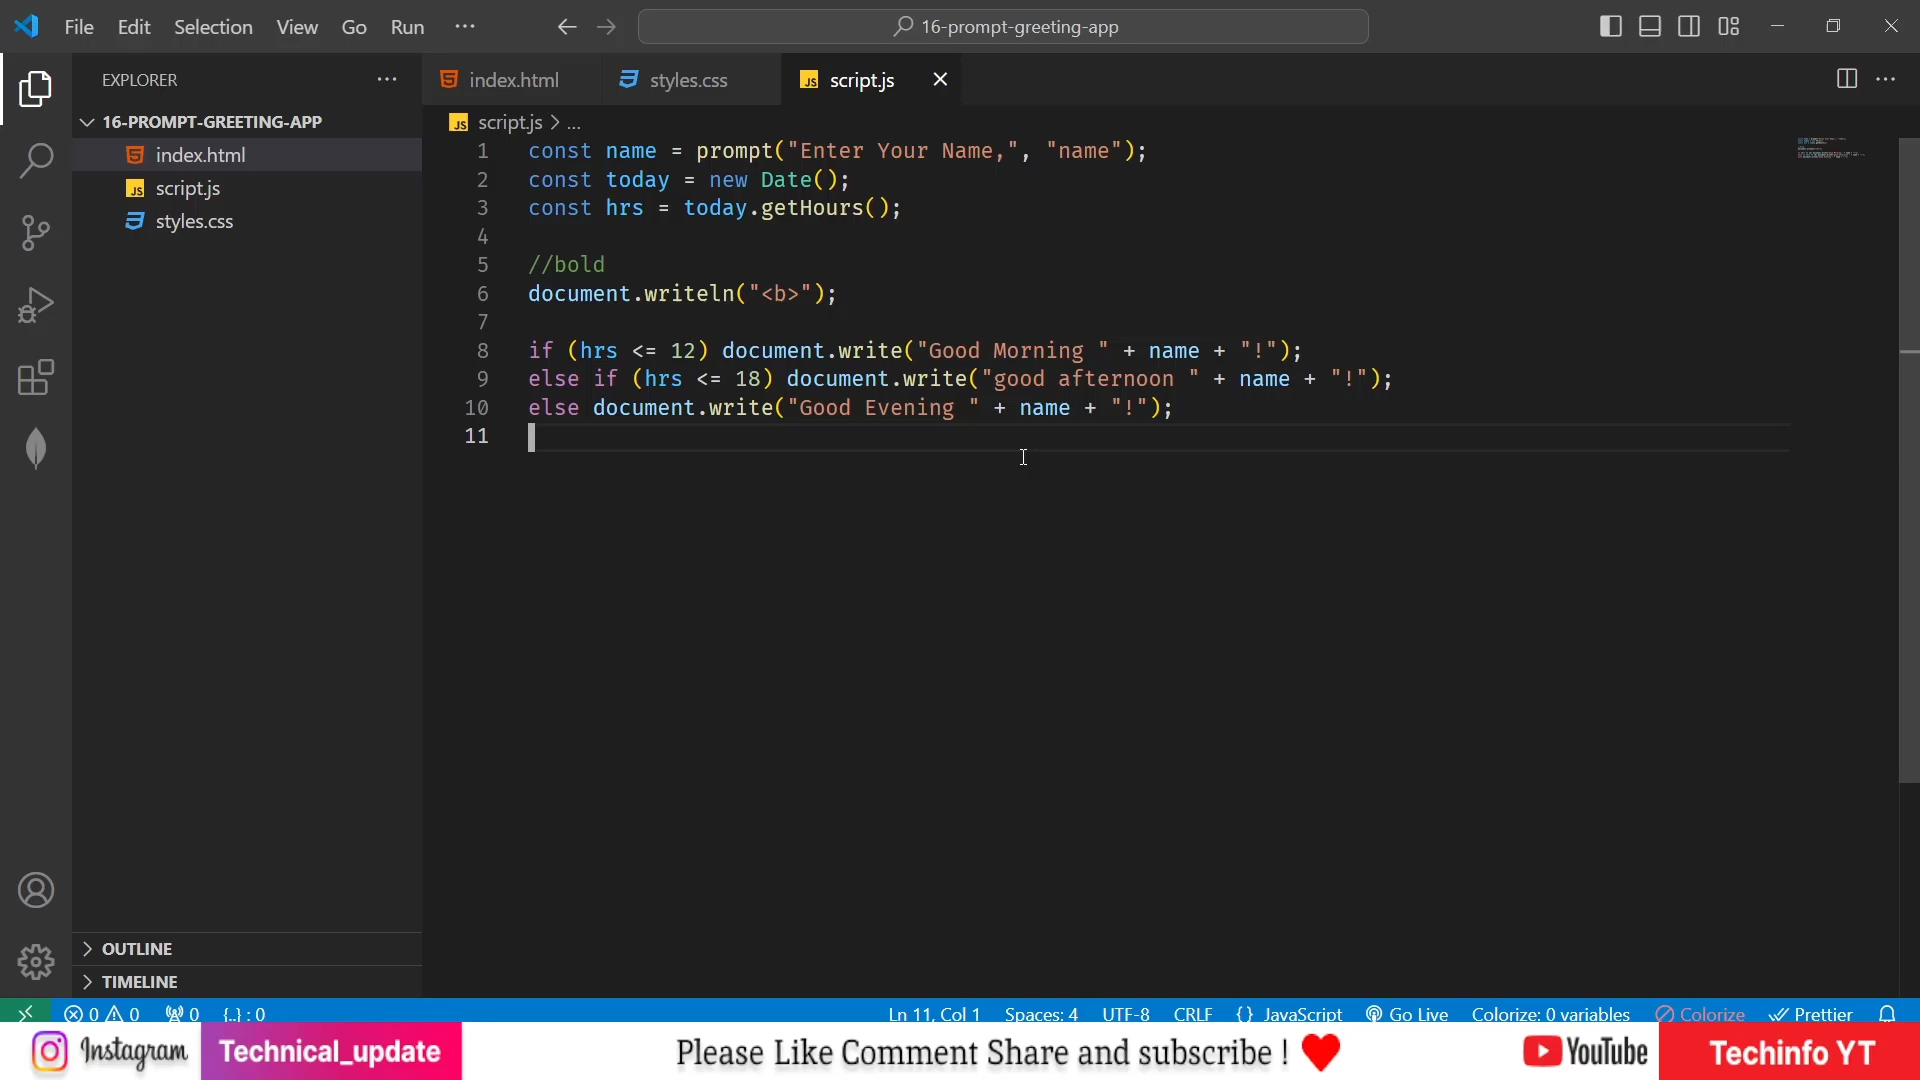 File Edit Selection View Go Run ··· 16-prompt-greeting-app
EXPLORER ···
16-PROMPT-GREETING-APP
index.html
script.js
styles.css
OUTLINE
TIMELINE
index.html styles.css JS script.js
JS script.js > ...
1 const name = prompt("Enter Your Name,", "name");
2 const today = new Date();
3 const hrs = today.getHours();
4
5 //bold
6 document.writeln("<b>");
7
8 if (hrs <= 12) document.write("Good Morning " + name + "!");
9 else if (hrs <= 18) document.write("good afternoon " + name + "!");
10 else document.write("Good Evening " + name + "!");
11
0 0 0 {..} : 0 Ln 11, Col 1 Spaces: 4 UTF-8 CRLF {} JavaScript Go Live Colorize: 0 variables Colorize Prettier
Instagram Technical_update Please Like Comment Share and subscribe ! YouTube Techinfo YT